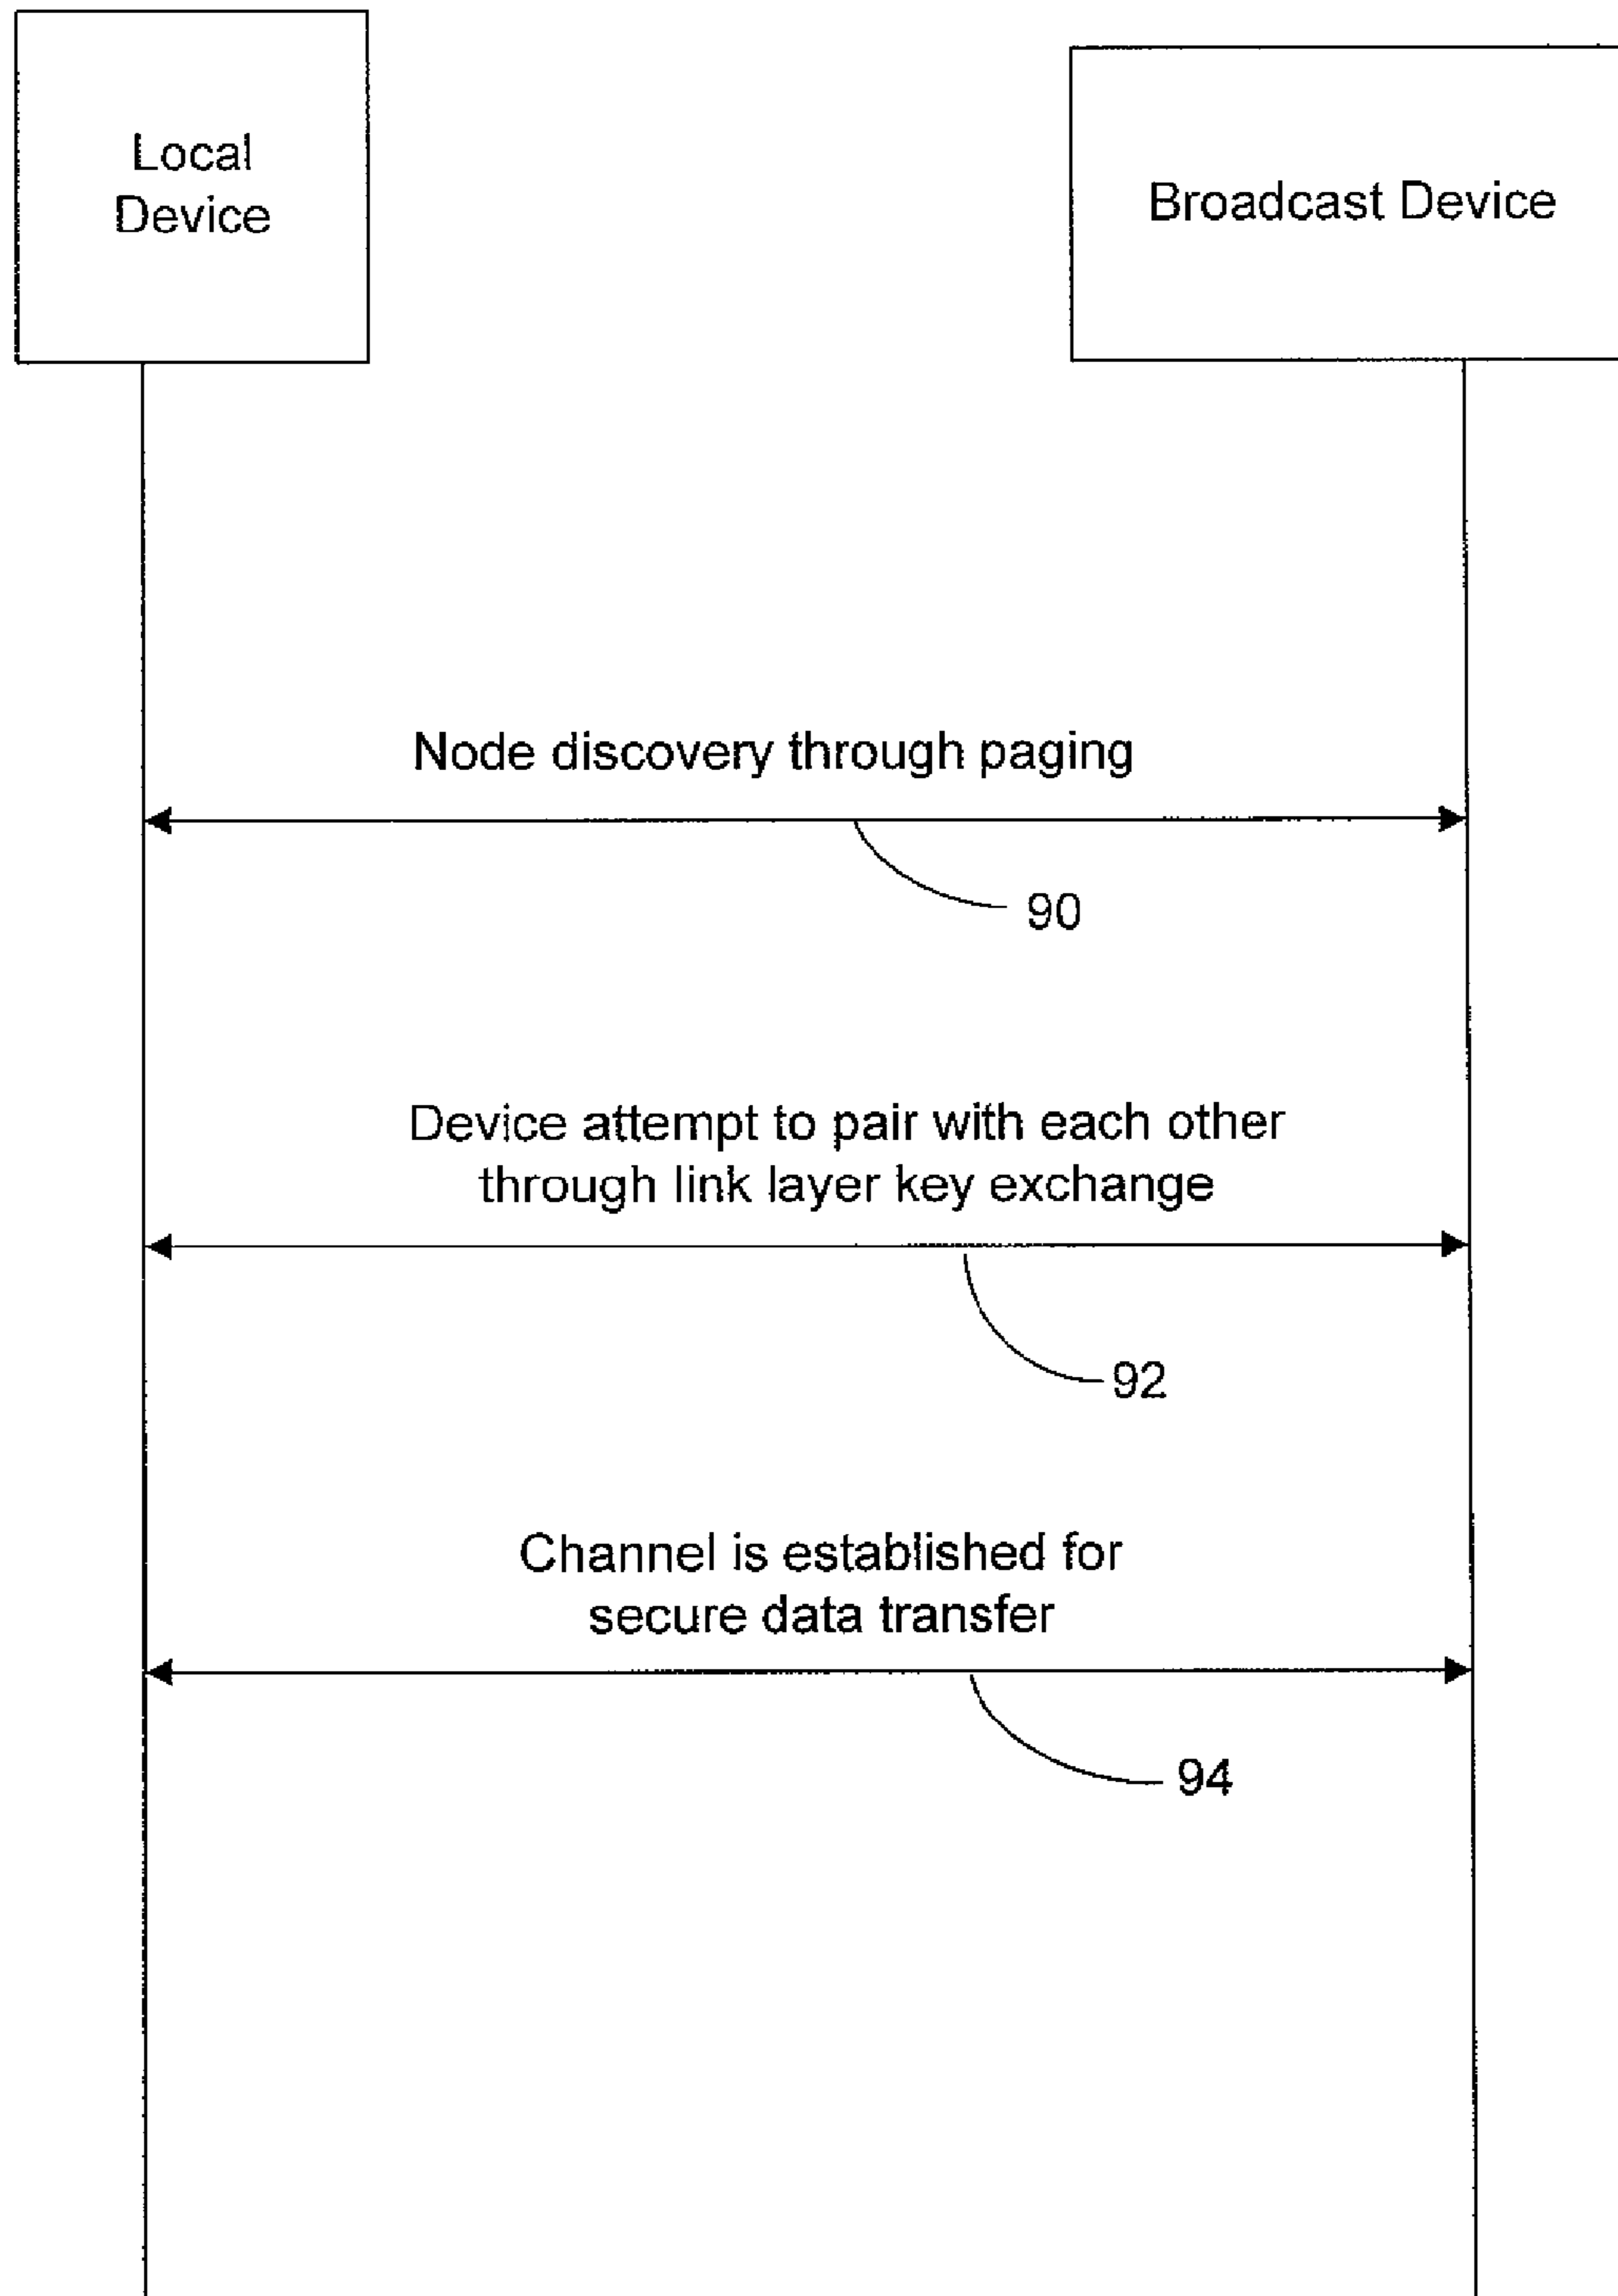 Local
Device
Broadcast Device
Node discovery through paging
90
Device attempt to pair with each other
through link layer key exchange
92
Channel is established for
secure data transfer
94